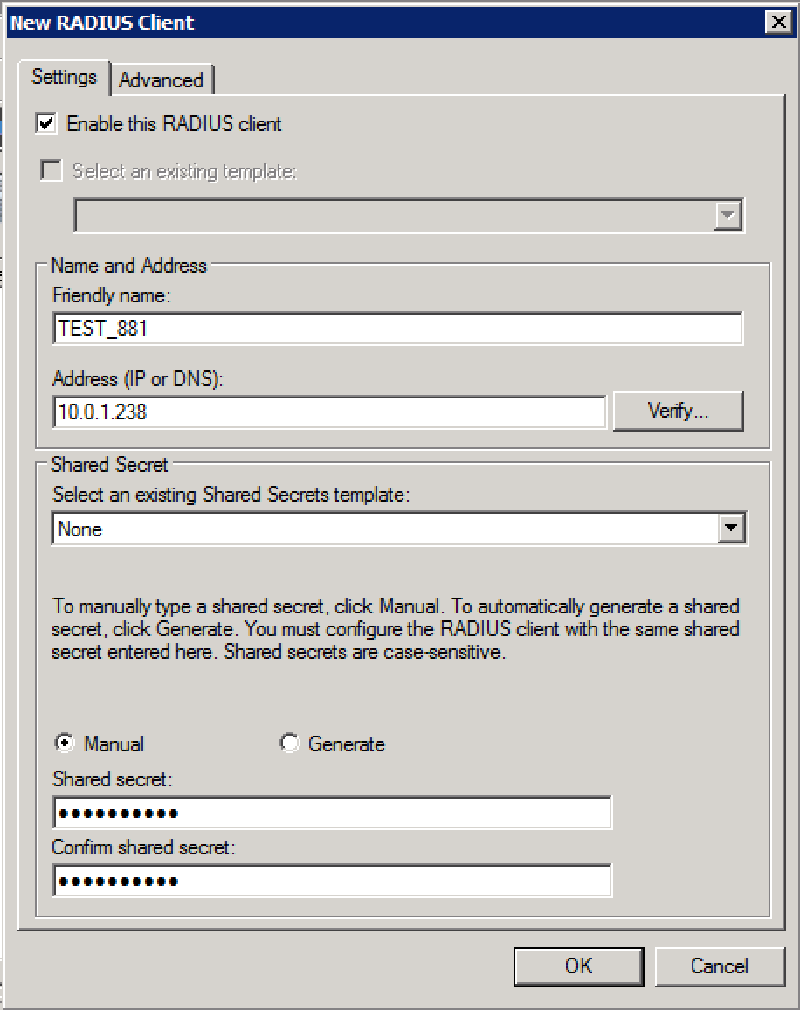 New RADIUS Client
Settings
Advanced
Enable this RADIUS client
Select an existing template:
Name and Address
Friendly name:
TEST_881
Address (IP or DNS):
10.0.1.238
Verify...
Shared Secret
Select an existing Shared Secrets template:
None
To manually type a shared secret, click Manual. To automatically generate a shared
secret, click Generate. You must configure the RADIUS client with the same shared
secret entered here. Shared secrets are case-sensitive.
Manual
Generate
Shared secret:
●●●●●●●●●●
Confirm shared secret:
●●●●●●●●●●
OK
Cancel